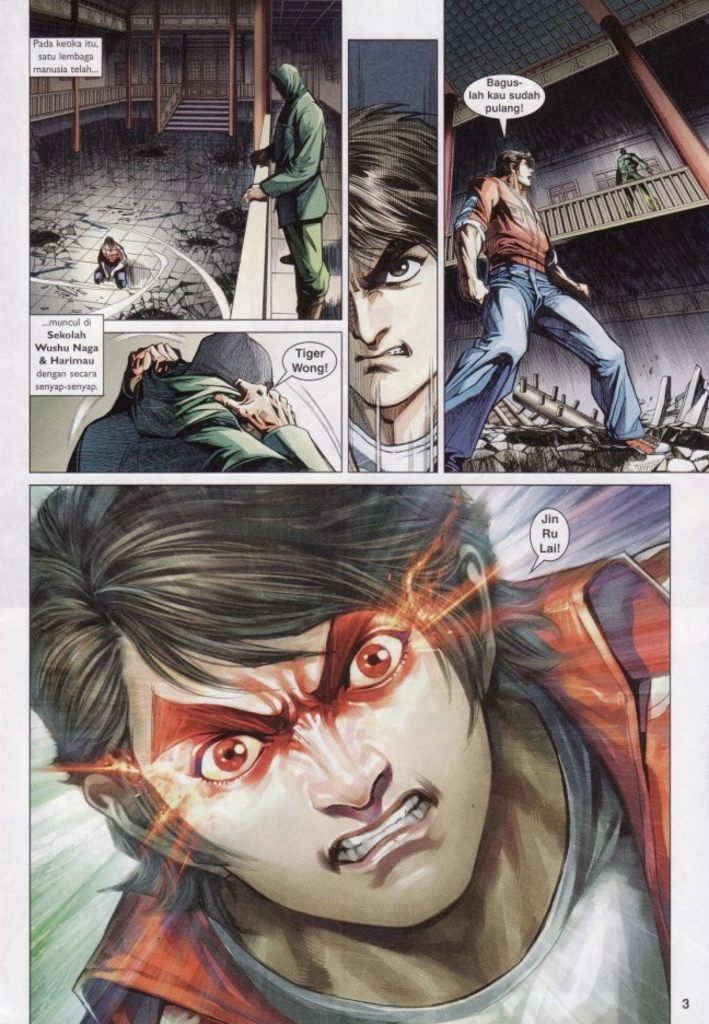 Pada ketika itu,
satu lembaga
manusia telah...
...muncul di
Sekolah
Wushu Naga
& Harimau
dengan secara
senyap-senyap.
Tiger
Wong!
Bagus-
lah kau sudah
pulang!
Jin
Ru
Lai!
3